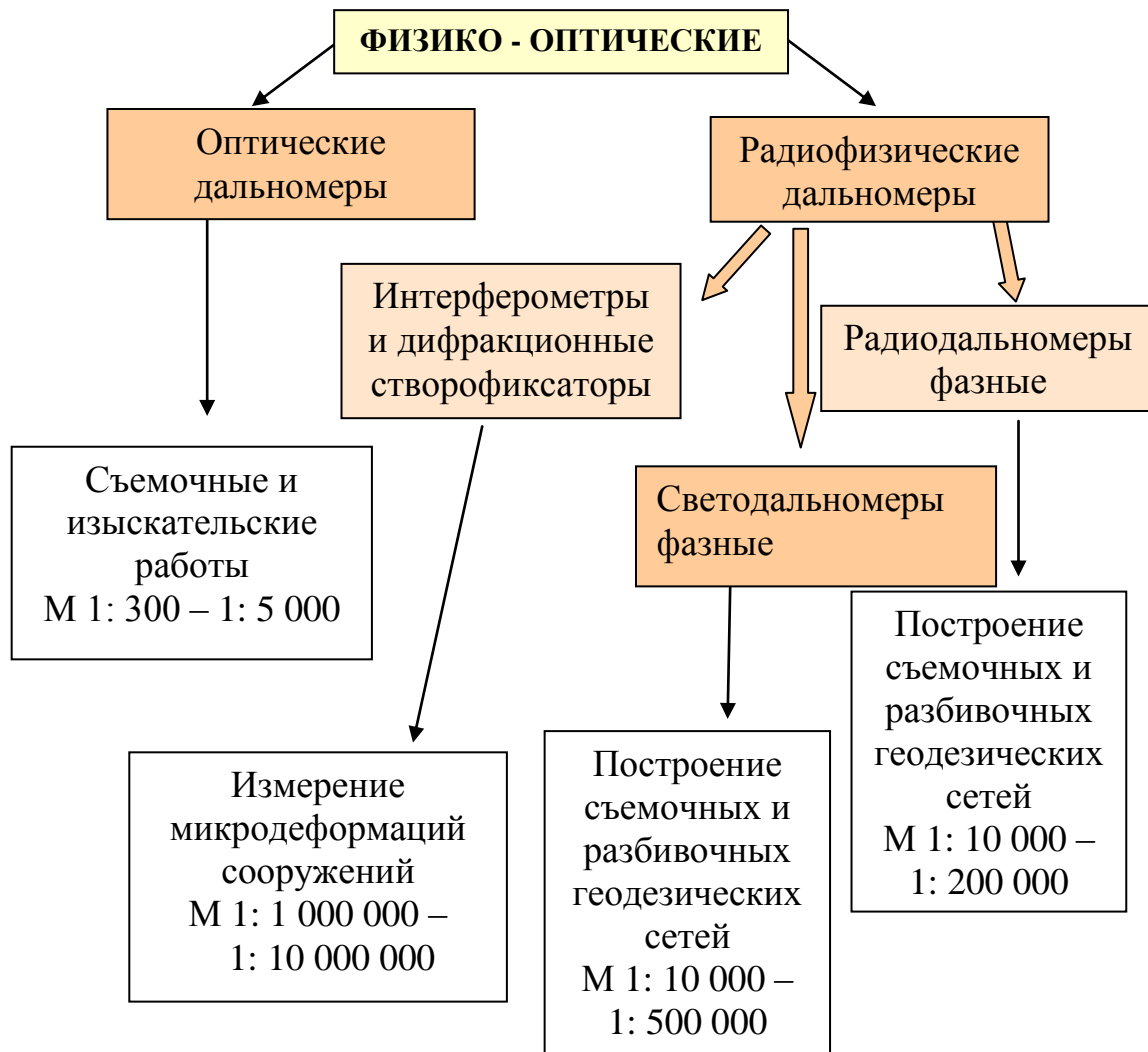 ФИЗИКО - ОПТИЧЕСКИЕ
Оптические
дальномеры
Радиофизические
дальномеры
Интерферометры
и дифракционные
створофиксаторы
Радиодальномеры
фазные
Съемочные и
изыскательские
работы
М 1: 300 – 1: 5 000
Светодальномеры
фазные
Измерение
микродеформаций
сооружений
М 1: 1 000 000 –
1: 10 000 000
Построение
съемочных и
разбивочных
геодезических
сетей
М 1: 10 000 –
1: 500 000
Построение
съемочных и
разбивочных
геодезических
сетей
М 1: 10 000 –
1: 200 000